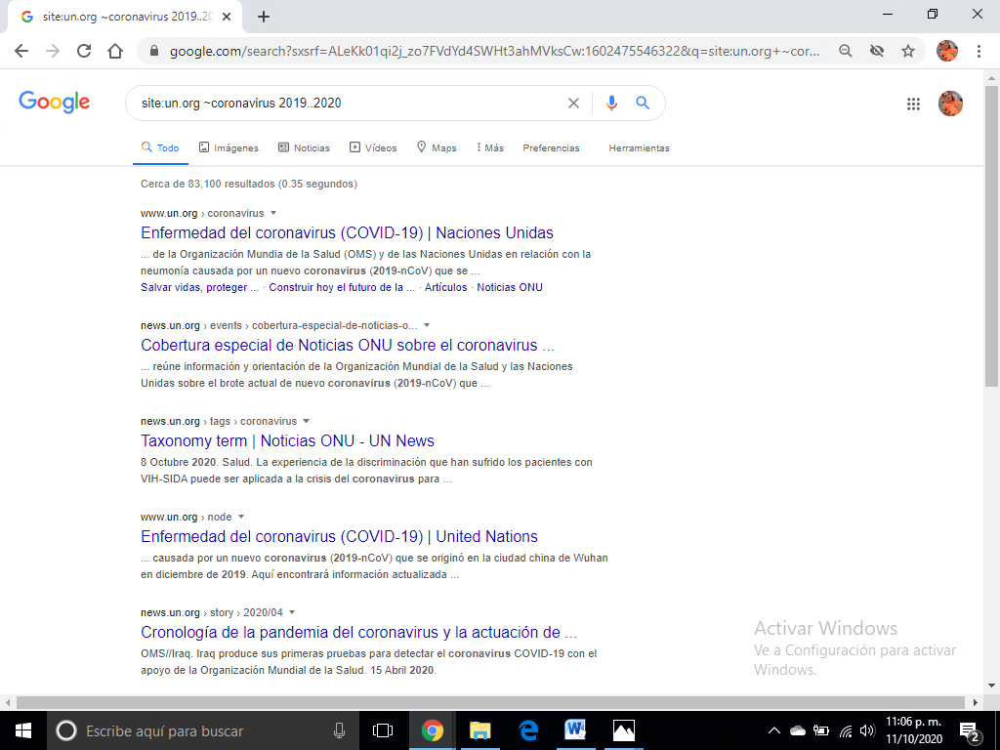 site:un.org ~coronavirus 2019..20
google.com/search?sxsrf=ALeKk01qi2j_zo7FVdYd4SWHt3ahMVksCw:1602475546322&q=site:un.org+~cor...
Google
site:un.org ~coronavirus 2019..2020
Todo Imágenes Noticias Vídeos Maps Más Preferencias Herramientas
Cerca de 83,100 resultados (0.35 segundos)
www.un.org › coronavirus
Enfermedad del coronavirus (COVID-19) | Naciones Unidas
... de la Organización Mundia de la Salud (OMS) y de las Naciones Unidas en relación con la
neumonía causada por un nuevo coronavirus (2019-nCoV) que se ...
Salvar vidas, proteger ... · Construir hoy el futuro de la ... · Artículos · Noticias ONU
news.un.org › events › cobertura-especial-de-noticias-o...
Cobertura especial de Noticias ONU sobre el coronavirus ...
... reúne información y orientación de la Organización Mundial de la Salud y las Naciones
Unidas sobre el brote actual de nuevo coronavirus (2019-nCoV) que ...
news.un.org › tags › coronavirus
Taxonomy term | Noticias ONU - UN News
8 Octubre 2020. Salud. La experiencia de la discriminación que han sufrido los pacientes con
VIH-SIDA puede ser aplicada a la crisis del coronavirus para ...
www.un.org › node
Enfermedad del coronavirus (COVID-19) | United Nations
... causada por un nuevo coronavirus (2019-nCoV) que se originó en la ciudad china de Wuhan
en diciembre de 2019. Aquí encontrará información actualizada ...
news.un.org › story › 2020/04
Cronología de la pandemia del coronavirus y la actuación de ...
OMS//Iraq. Iraq produce sus primeras pruebas para detectar el coronavirus COVID-19 con el
apoyo de la Organización Mundial de la Salud. 15 Abril 2020.
Activar Windows
Ve a Configuración para activar
Windows.
Escribe aquí para buscar
11:06 p. m.
11/10/2020
2